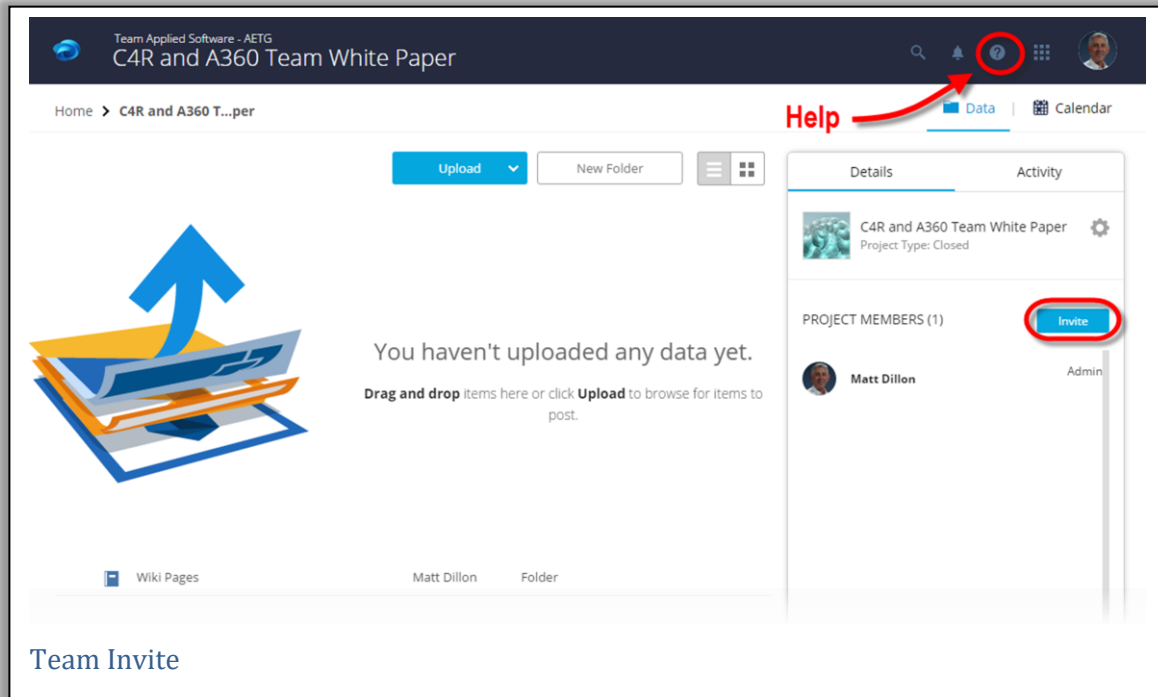 Team Applied Software - AETG
C4R and A360 Team White Paper
Home > C4R and A360 T...per
Help
Data | Calendar
Upload
New Folder
Details
Activity
C4R and A360 Team White Paper
Project Type: Closed
PROJECT MEMBERS (1)
Invite
Matt Dillon
Admin
You haven't uploaded any data yet.
Drag and drop items here or click Upload to browse for items to
post.
Wiki Pages
Matt Dillon
Folder
Team Invite